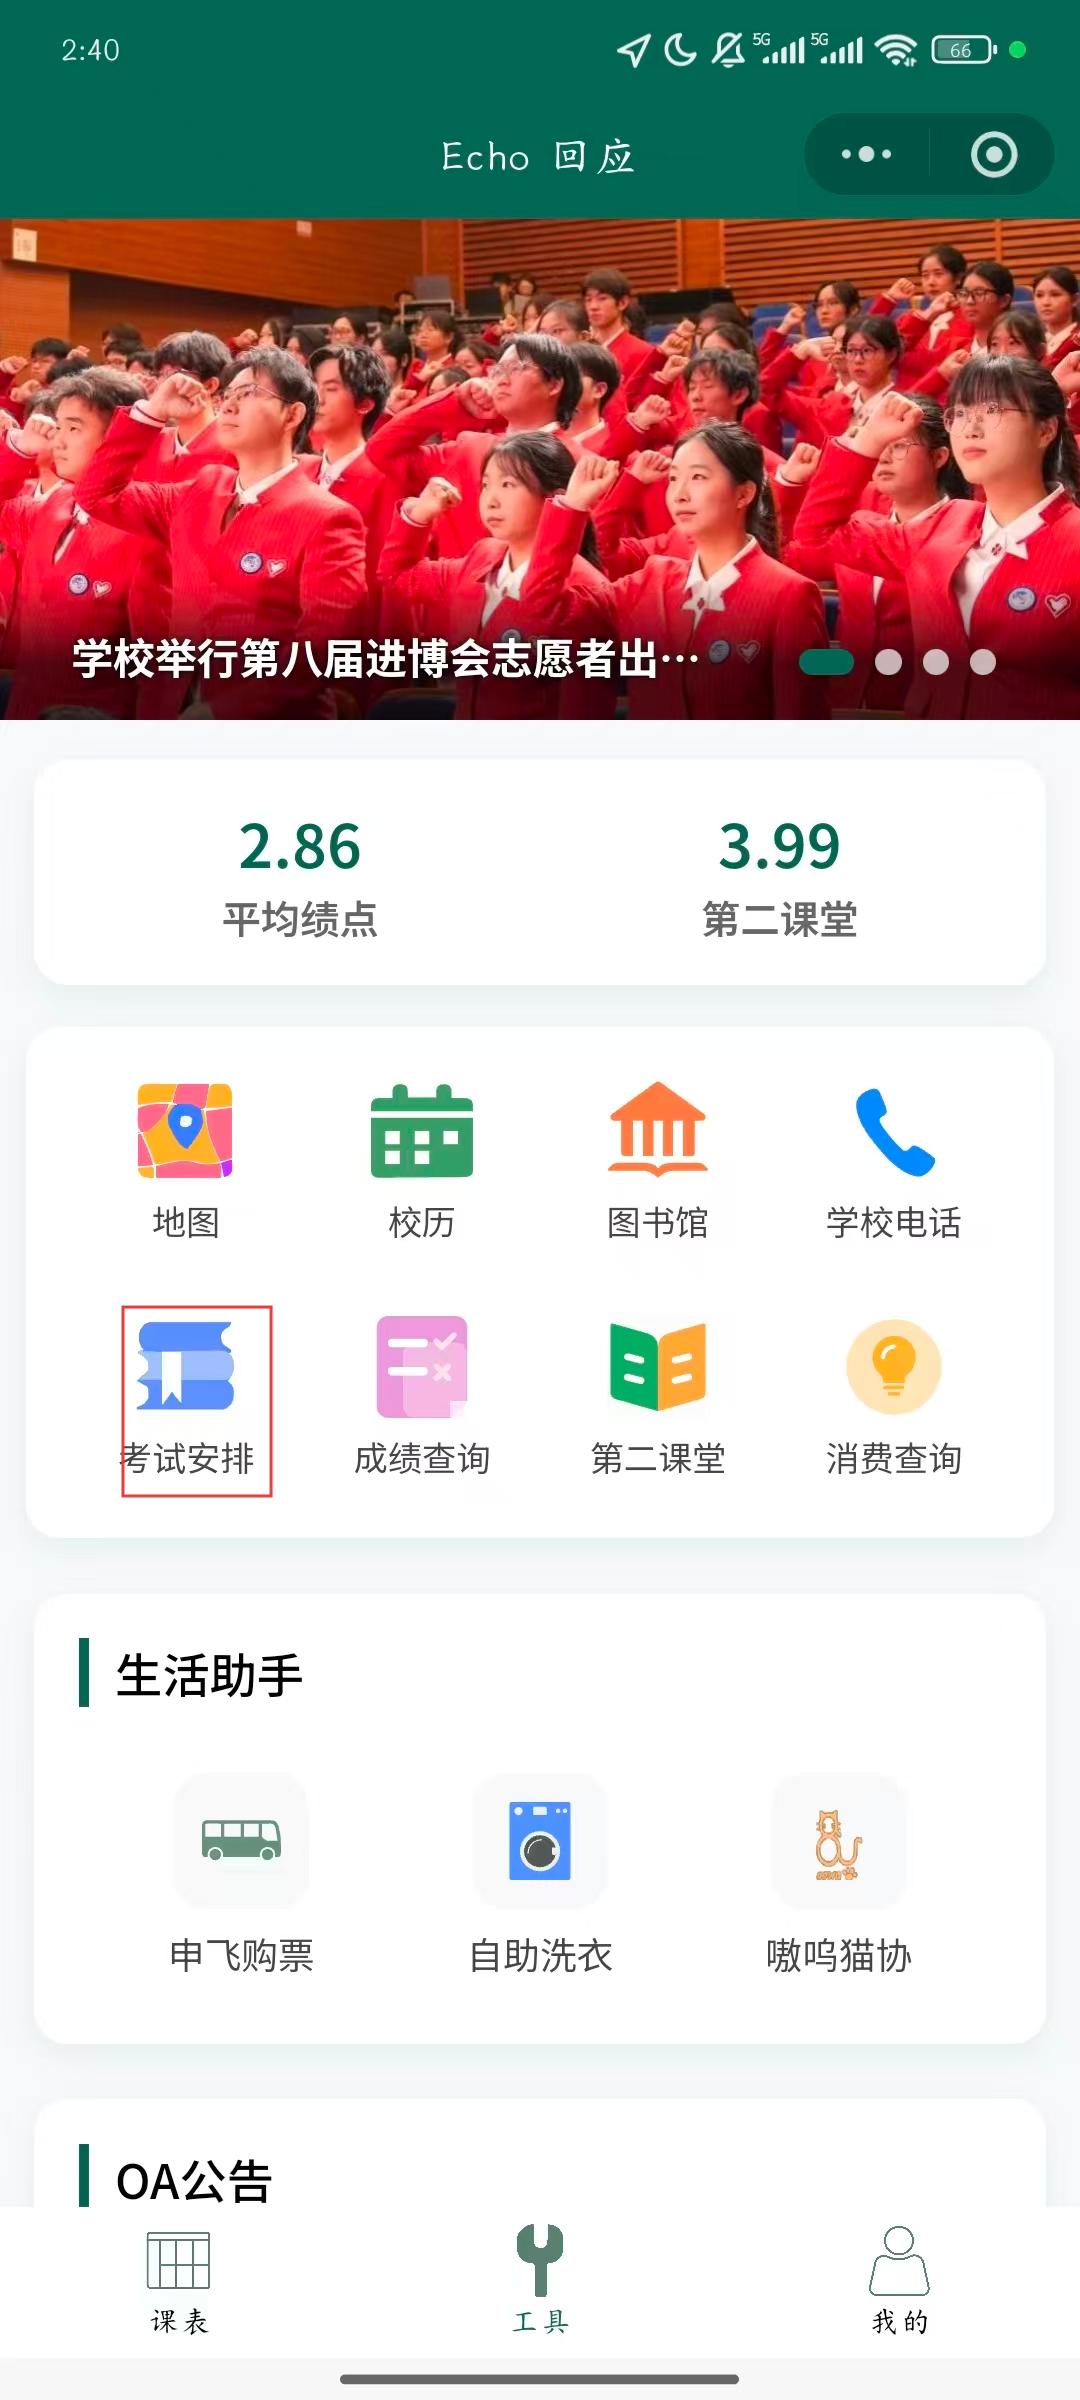 2:40
5G 5G 66
Echo 回应
学校举行第八届进博会志愿者出…
2.86 3.99
平均绩点 第二课堂
地图 校历 图书馆 学校电话
考试安排 成绩查询 第二课堂 消费查询
生活助手
申飞购票 自助洗衣 嗷呜猫协
OA公告
课表 工具 我的